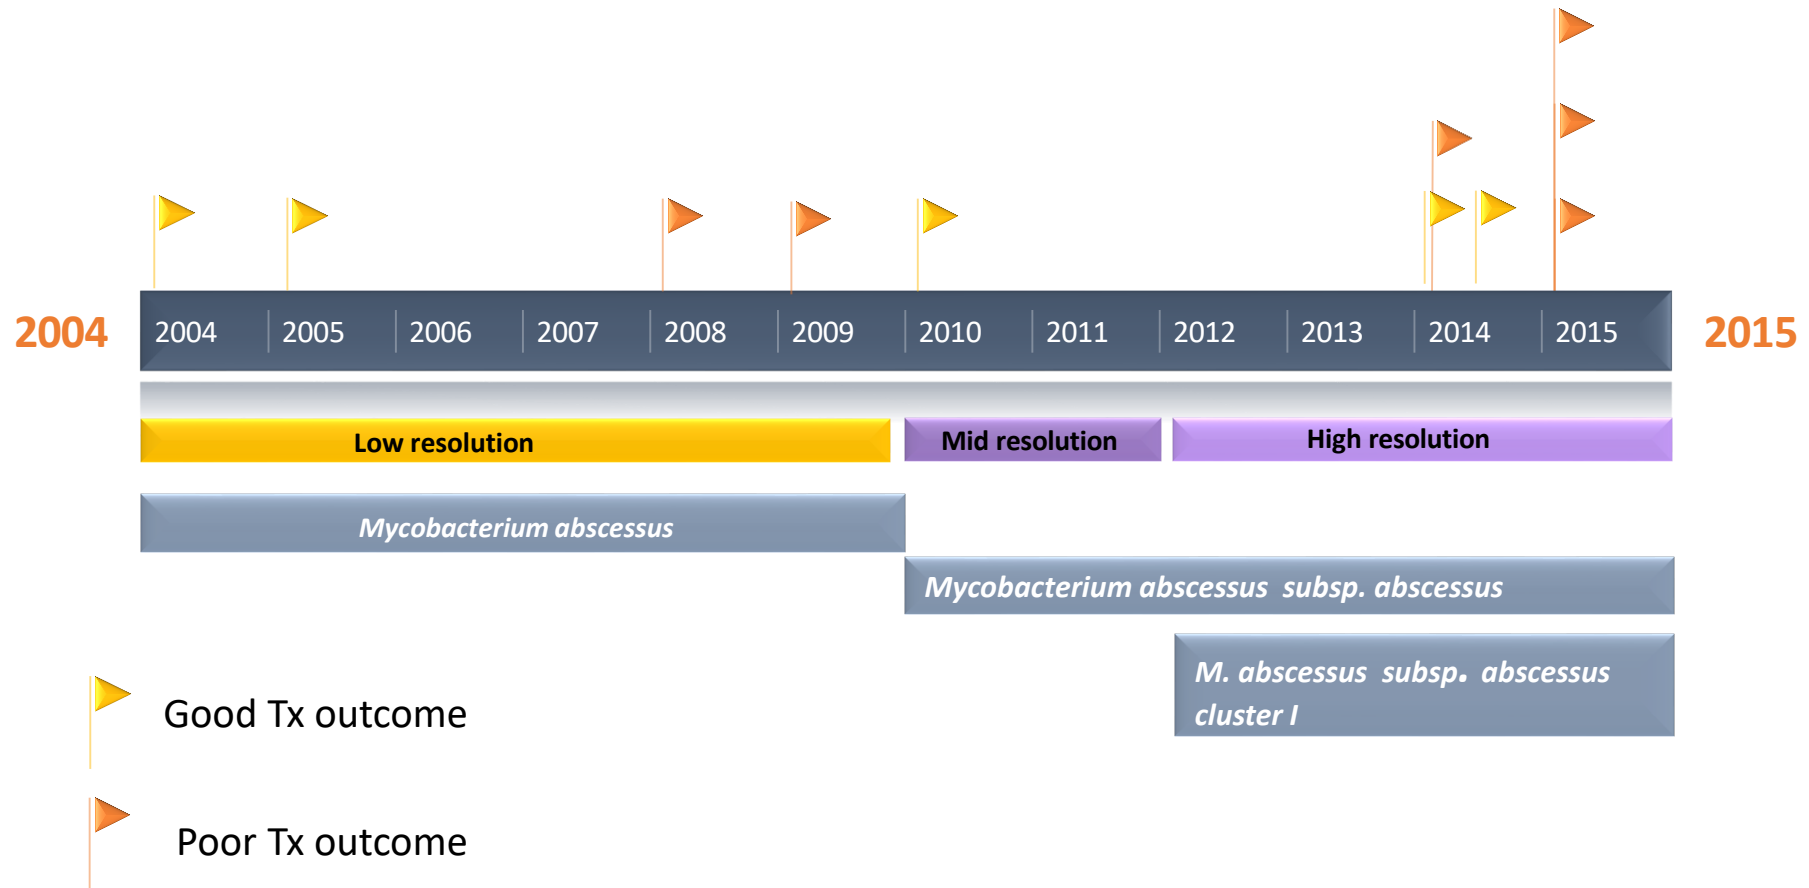 2004
2004 2005 2006 2007 2008 2009 2010 2011 2012 2013 2014 2015
2015
Low resolution
Mid resolution
High resolution
Mycobacterium abscessus
Mycobacterium abscessus subsp. abscessus
M. abscessus subsp. abscessus
cluster I
Good Tx outcome
Poor Tx outcome